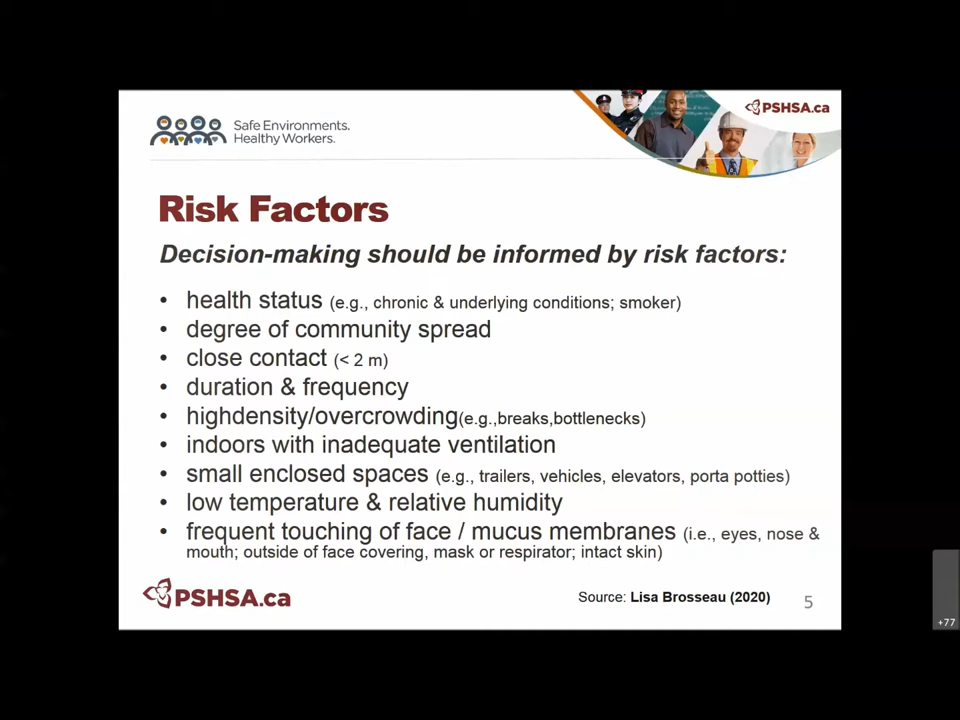 Safe Environments.
Healthy Workers.
PSHSA.ca
Risk Factors
Decision-making should be informed by risk factors:
• health status (e.g., chronic & underlying conditions; smoker)
• degree of community spread
• close contact (< 2 m)
• duration & frequency
• highdensity/overcrowding(e.g.,breaks,bottlenecks)
• indoors with inadequate ventilation
• small enclosed spaces (e.g., trailers, vehicles, elevators, porta potties)
• low temperature & relative humidity
• frequent touching of face / mucus membranes (i.e., eyes, nose &
mouth; outside of face covering, mask or respirator; intact skin)
PSHSA.ca
Source: Lisa Brosseau (2020)
5
+77